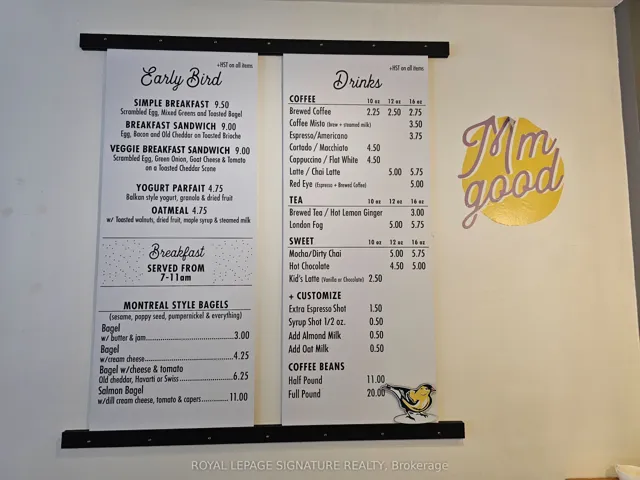 +HST on all items
Early Bird
SIMPLE BREAKFAST 9.50
Scrambled Egg, Mixed Greens and Toasted Bagel
BREAKFAST SANDWICH 9.00
Egg, Bacon and Old Cheddar on Toasted Brioche
VEGGIE BREAKFAST SANDWICH 9.00
Scrambled Egg, Green Onion, Goat Cheese & Tomato
on a Toasted Cheddar Scone
YOGURT PARFAIT 4.75
Balkan style yogurt, granola & dried fruit
OATMEAL 4.75
w/ Toasted walnuts, dried fruit, maple syrup & steamed milk
Breakfast
SERVED FROM
7-11am
MONTREAL STYLE BAGELS
(sesame, poppy seed, pumpernickel & everything)
Bagel
w/ butter & jam 3.00
Bagel
w/cream cheese 4.25
Bagel w/cheese & tomato
Old cheddar, Havarti or Swiss 6.25
Salmon Bagel
w/dill cream cheese, tomato & capers 11.00
+HST on all items
Drinks
COFFEE 10 oz 12 oz 16 oz
Brewed Coffee 2.25 2.50 2.75
Coffee Misto (brew + steamed milk) 3.50
Espresso/Americano 3.75
Cortado / Macchiato 4.50
Cappuccino / Flat White 4.50
Latte / Chai Latte 5.00 5.75
Red Eye (Espresso + Brewed Coffee) 5.00
TEA 10 oz 12 oz 16 oz
Brewed Tea / Hot Lemon Ginger 3.00
London Fog 5.00 5.75
SWEET 10 oz 12 oz 16 oz
Mocha/Dirty Chai 5.00 5.75
Hot Chocolate 4.50 5.00
Kid's Latte (Vanilla or Chocolate) 2.50
+ CUSTOMIZE
Extra Espresso Shot 1.50
Syrup Shot 1/2 oz. 0.50
Add Almond Milk 0.50
Add Oat Milk 0.50
COFFEE BEANS
Half Pound 11.00
Full Pound 20.00
Mm
good
ROYAL LEPAGE SIGNATURE REALTY, Brokerage